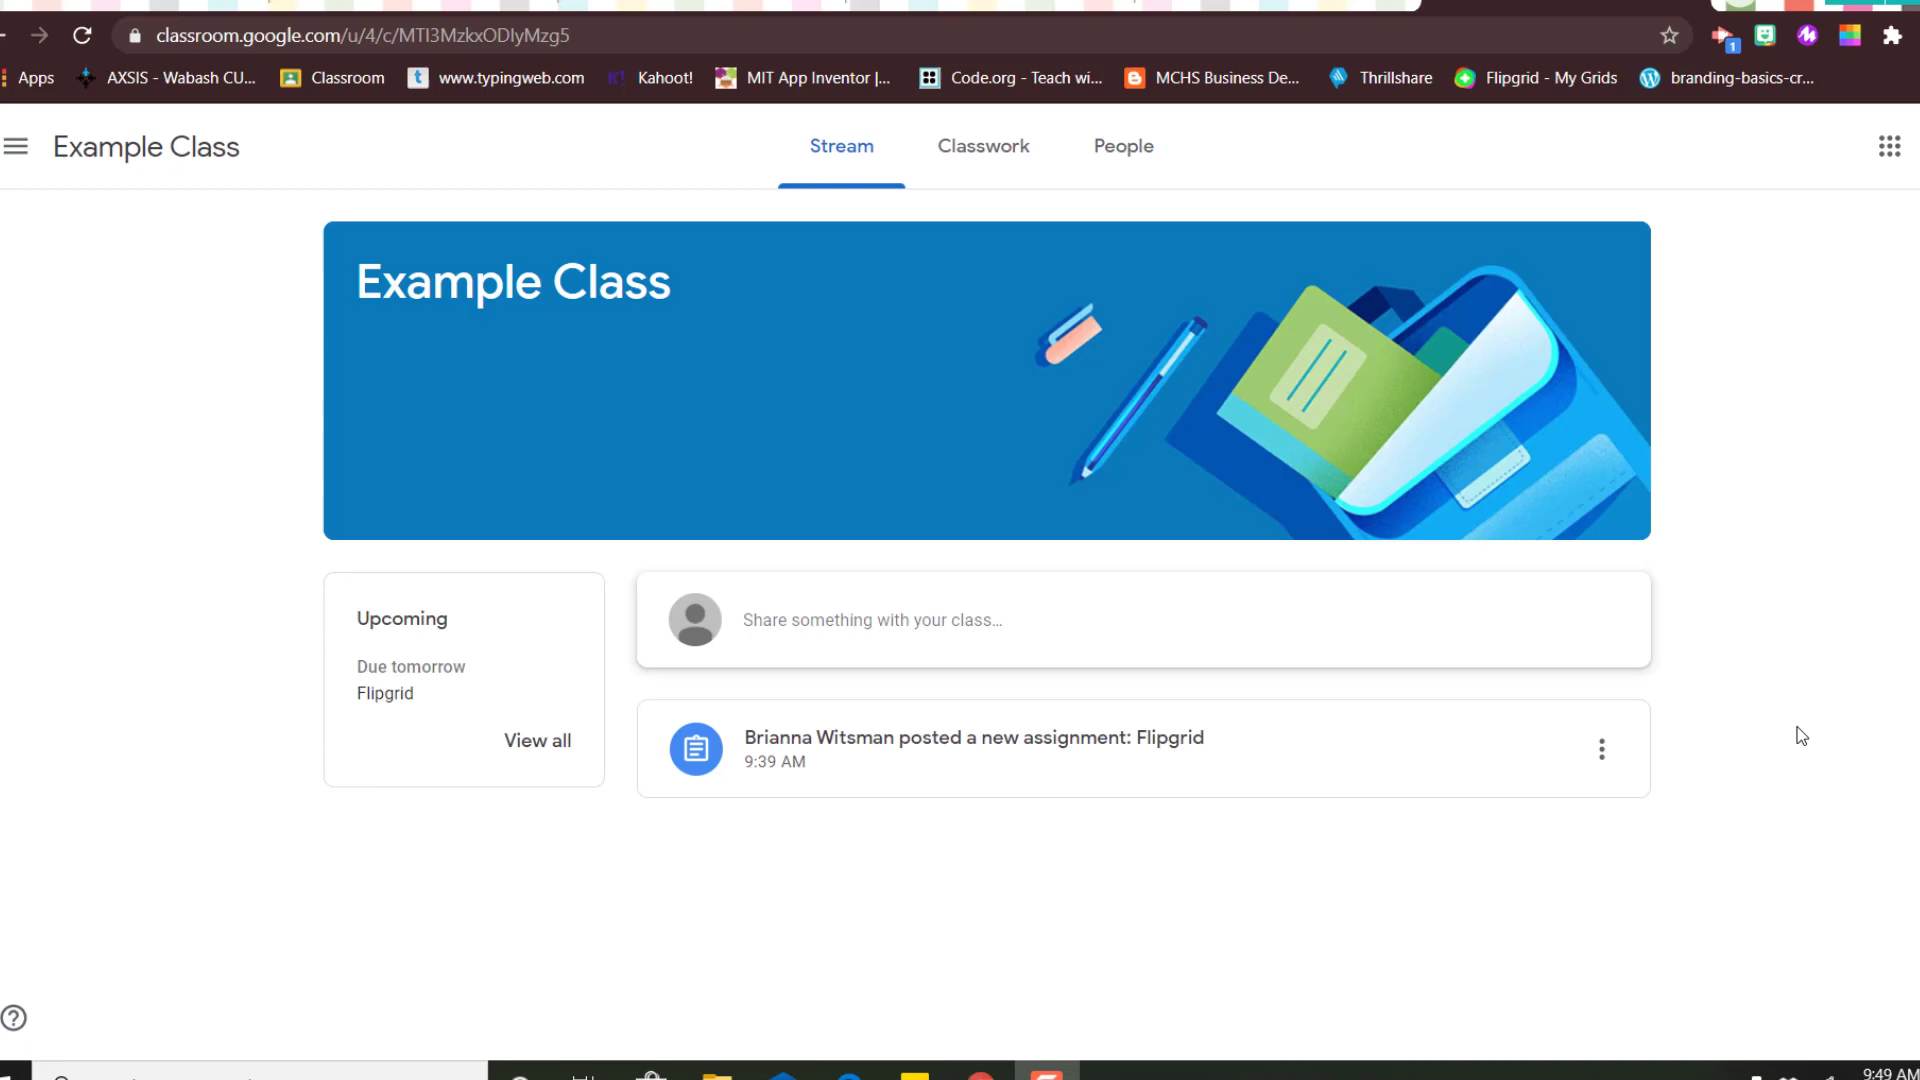 classroom.google.com/u/4/c/MTI3MzkxODIyMzg5
1
Apps AXSIS - Wabash CU... Classroom t www.typingweb.com K! Kahoot! MIT App Inventor |... Code.org - Teach wi... MCHS Business De... Thrillshare Flipgrid - My Grids branding-basics-cr...
Example Class Stream Classwork People
Example Class
Upcoming
Due tomorrow
Flipgrid
View all
Share something with your class...
Brianna Witsman posted a new assignment: Flipgrid
9:39 AM
9:49 AM